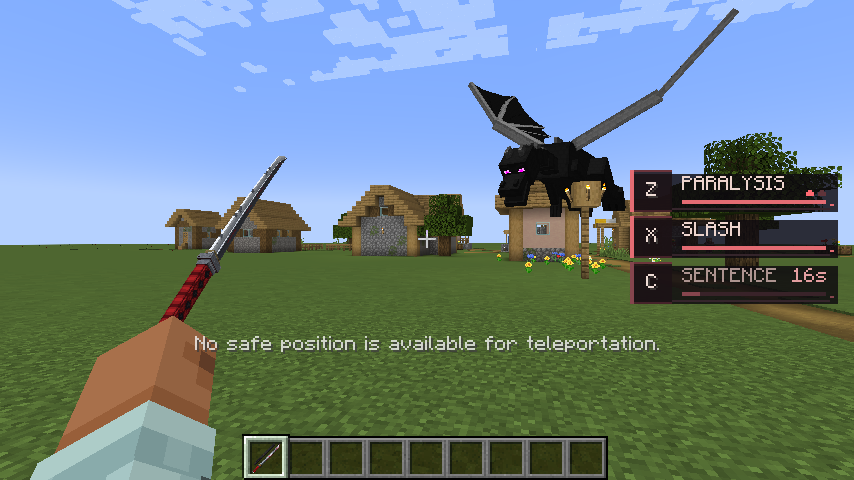 Z PARALYSIS
X SLASH
C SENTENCE 16s
No safe position is available for teleportation.